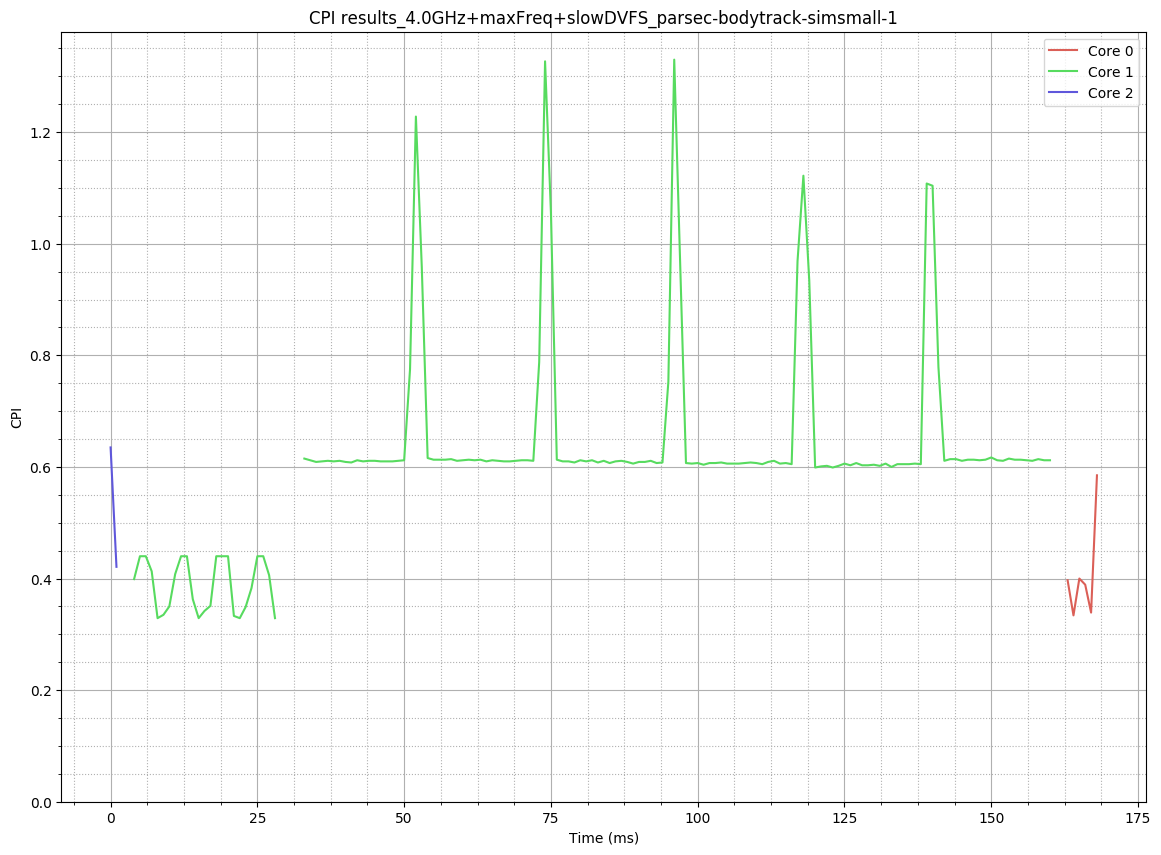 CPI results_4.0GHz+maxFreq+slowDVFS_parsec-bodytrack-simsmall-1
Core 0
Core 1
Core 2
1.2
1.0
0.8
0.6
0.4
0.2
0.0
CPI
0 25 50 75 100 125 150 175
Time (ms)